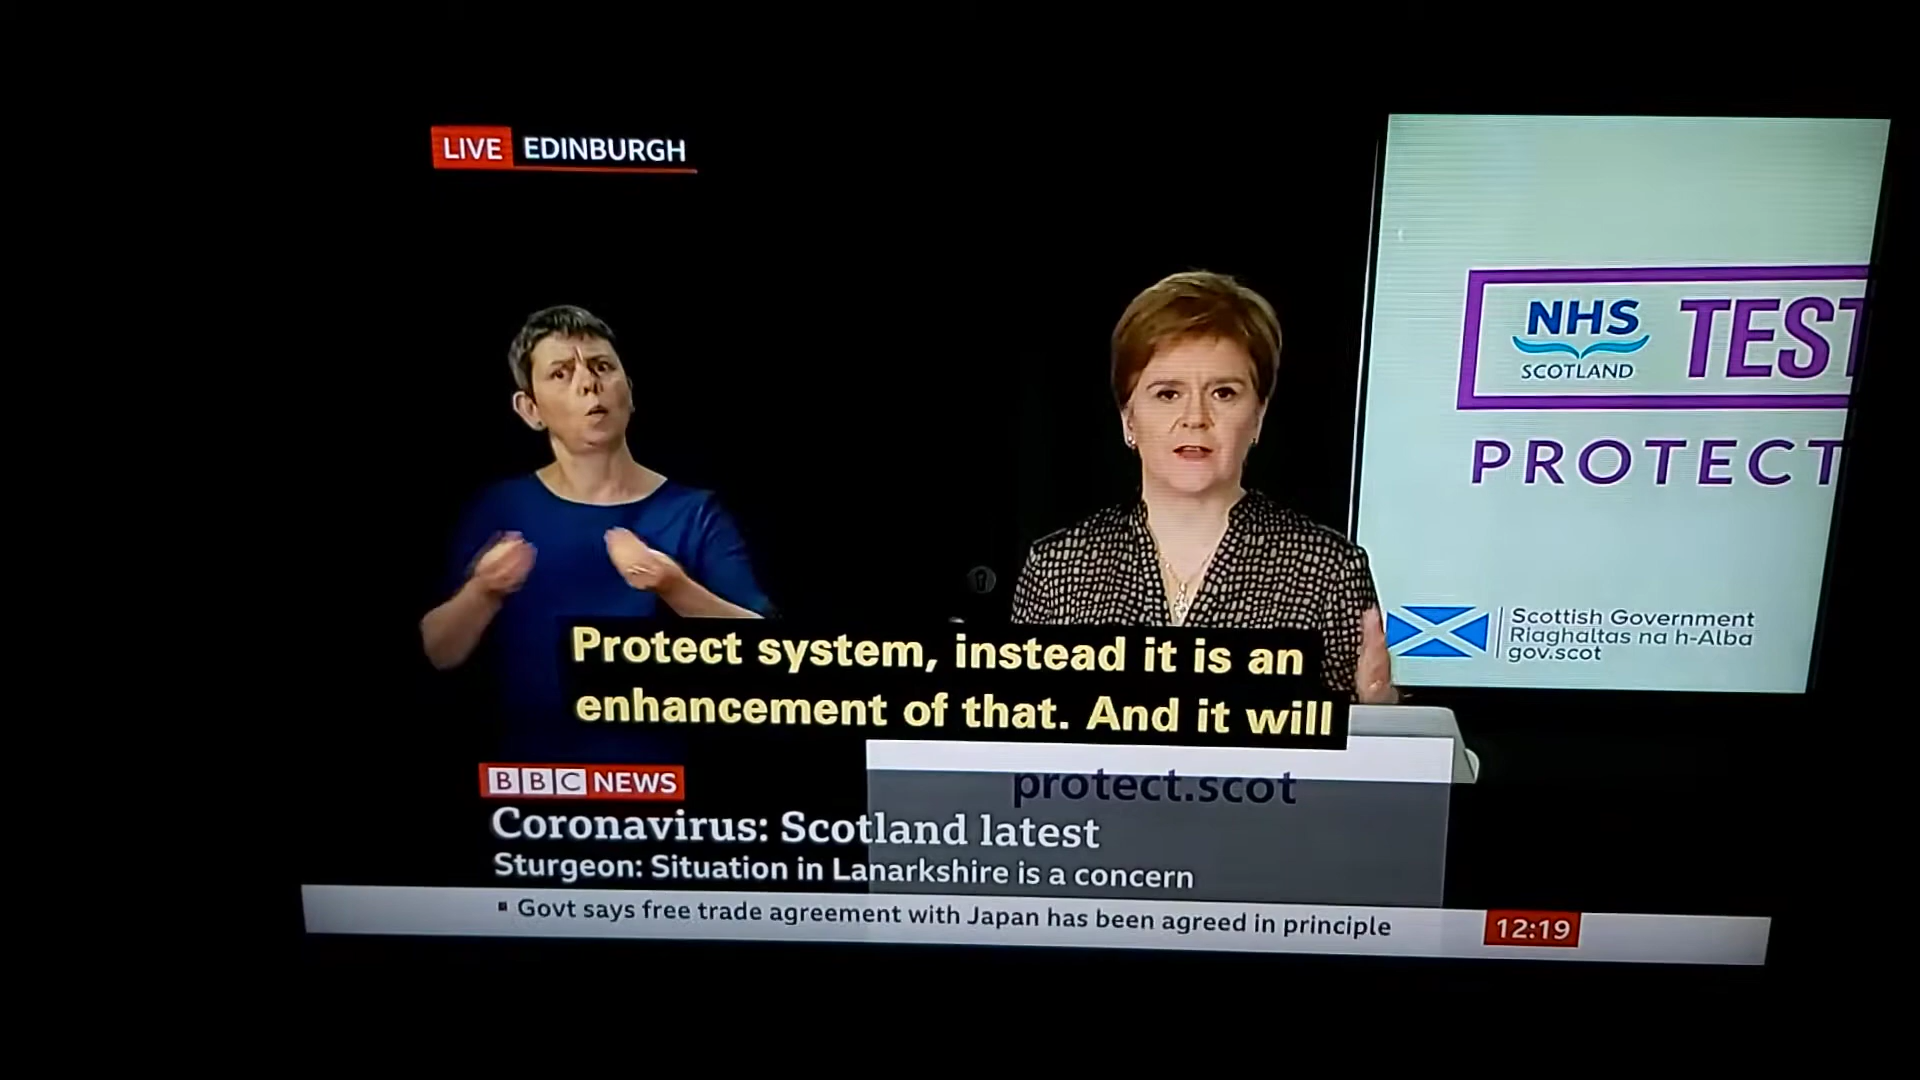 LIVE EDINBURGH
NHS
SCOTLAND
TEST
PROTECT
Scottish Government
Riaghaltas na h-Alba
gov.scot
Protect system, instead it is an
enhancement of that. And it will
protect.scot
BBC NEWS
Coronavirus: Scotland latest
Sturgeon: Situation in Lanarkshire is a concern
Govt says free trade agreement with Japan has been agreed in principle
12:19